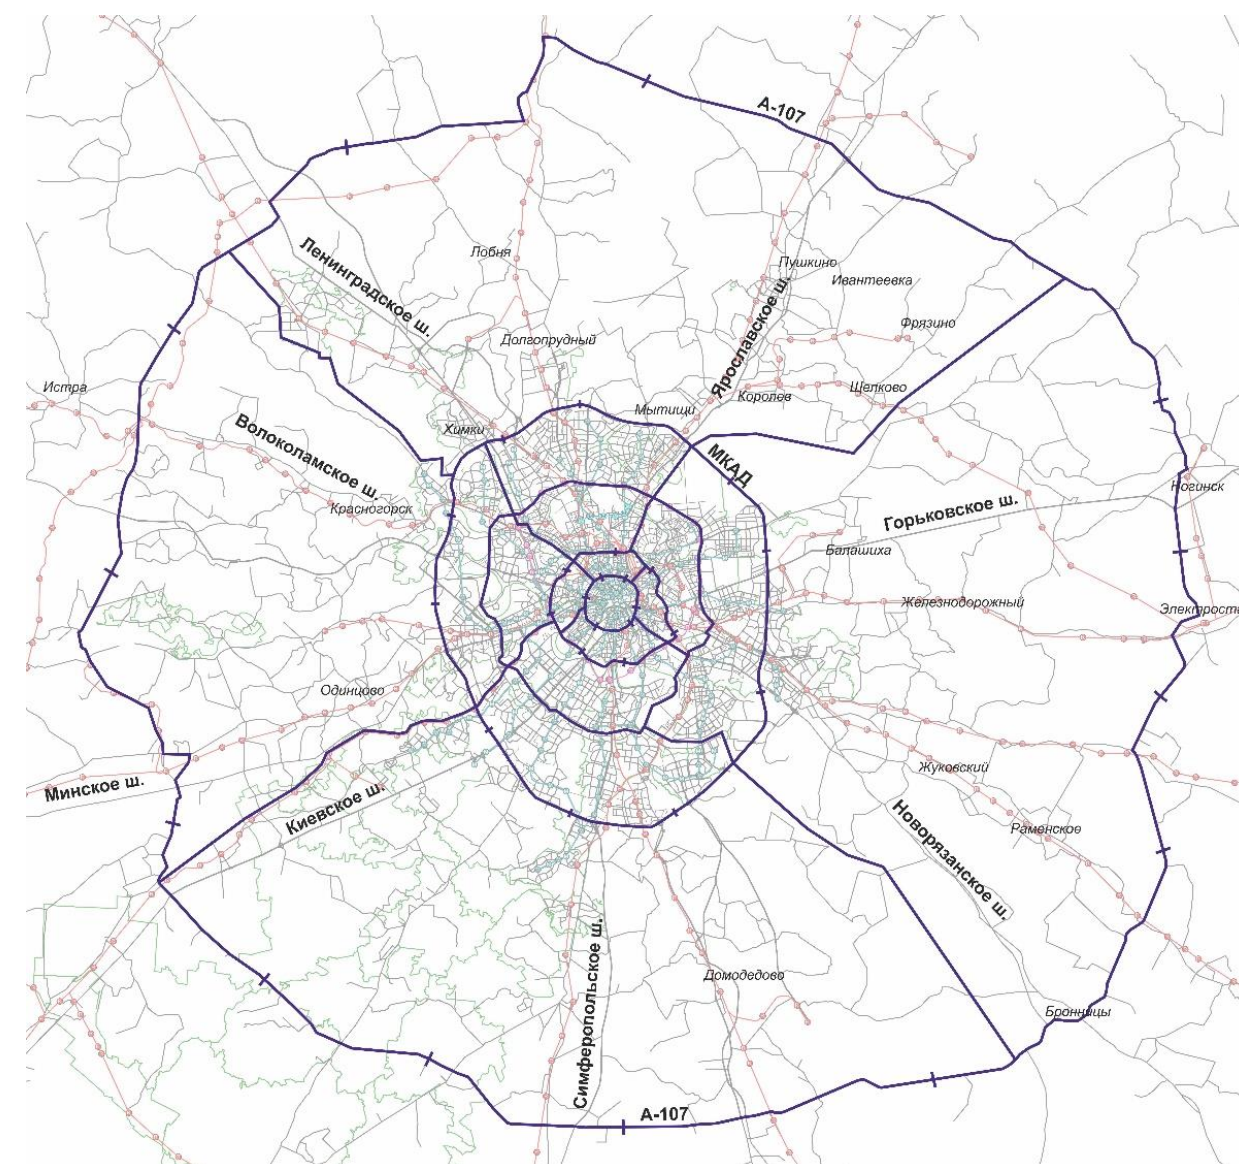 А-107
Ленинградское ш.
Лобня
Пушкино
Ивантеевка
Ярославское ш.
Фрязино
Долгопрудный
Истра
Щелково
Королев
Мытищи
Химки
Волоколамское ш.
МКАД
Ногинск
Красногорск
Горьковское ш.
Балашиха
Железнодорожный
Электроста
Одинцово
Минское ш.
Киевское ш.
Жуковский
Раменское
Новорязанское ш.
Симферопольское ш.
Домодедово
Бронницы
А-107